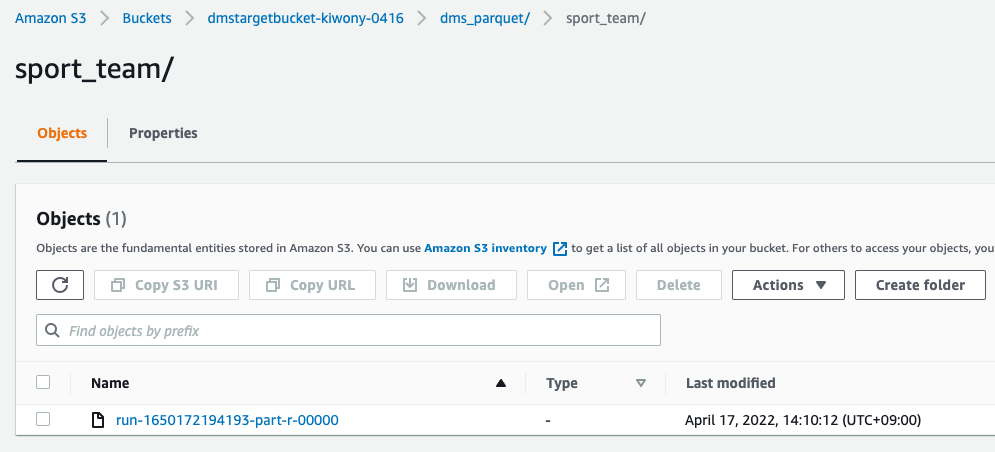 Amazon S3 > Buckets > dmstargetbucket-kiwony-0416 > dms_parquet/ > sport_team/
sport_team/
Objects Properties
Objects (1)
Objects are the fundamental entities stored in Amazon S3. You can use Amazon S3 inventory to get a list of all objects in your bucket. For others to access your objects, you
Copy S3 URI Copy URL Download Open Delete Actions Create folder
Find objects by prefix
Name Type Last modified
run-1650172194193-part-r-00000 - April 17, 2022, 14:10:12 (UTC+09:00)